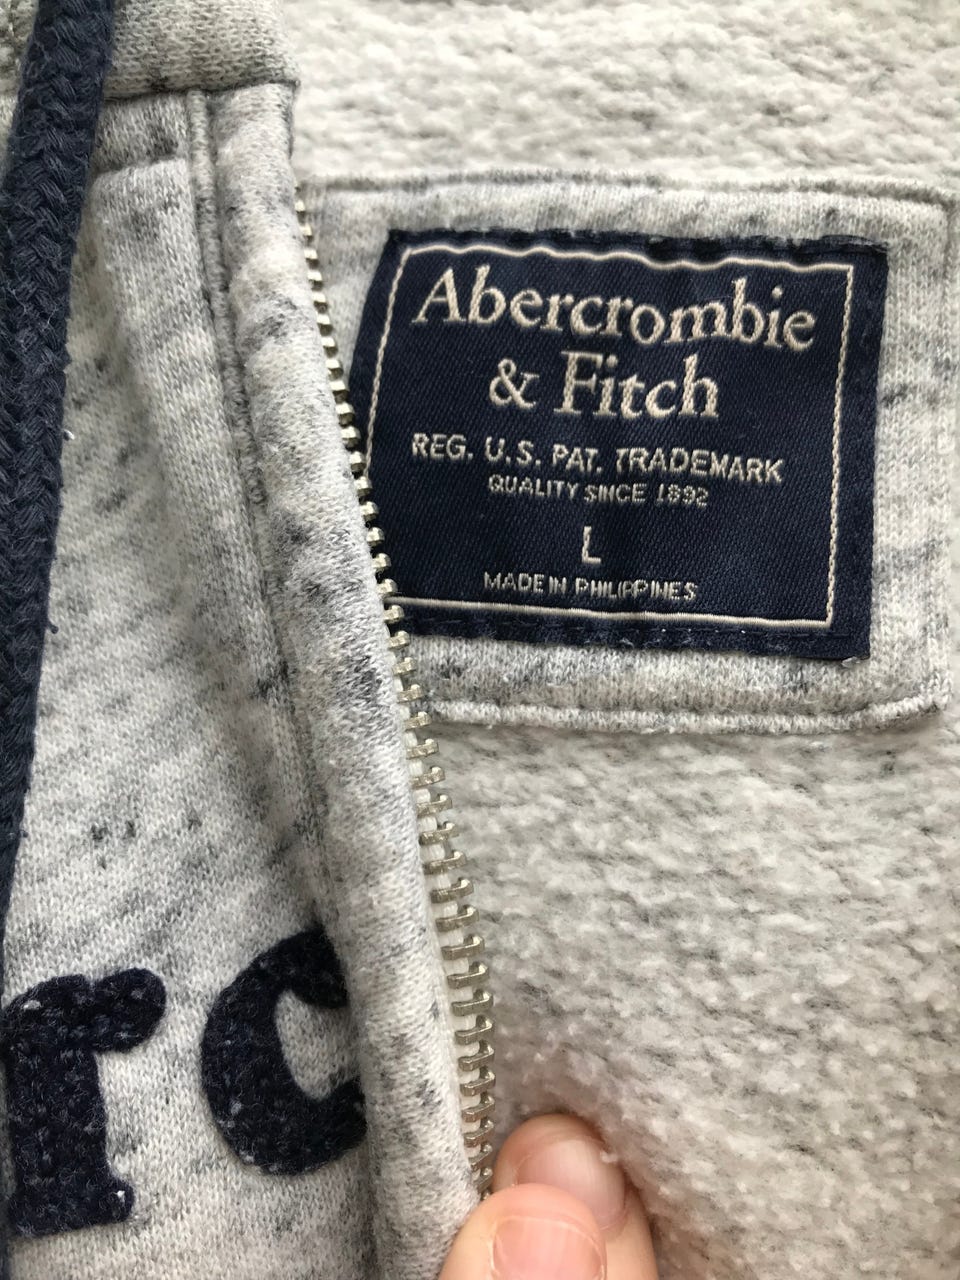 Abercrombie
& Fitch
REG. U.S. PAT. TRADEMARK
QUALITY SINCE 1892
L
MADE IN PHILIPPINES
rc